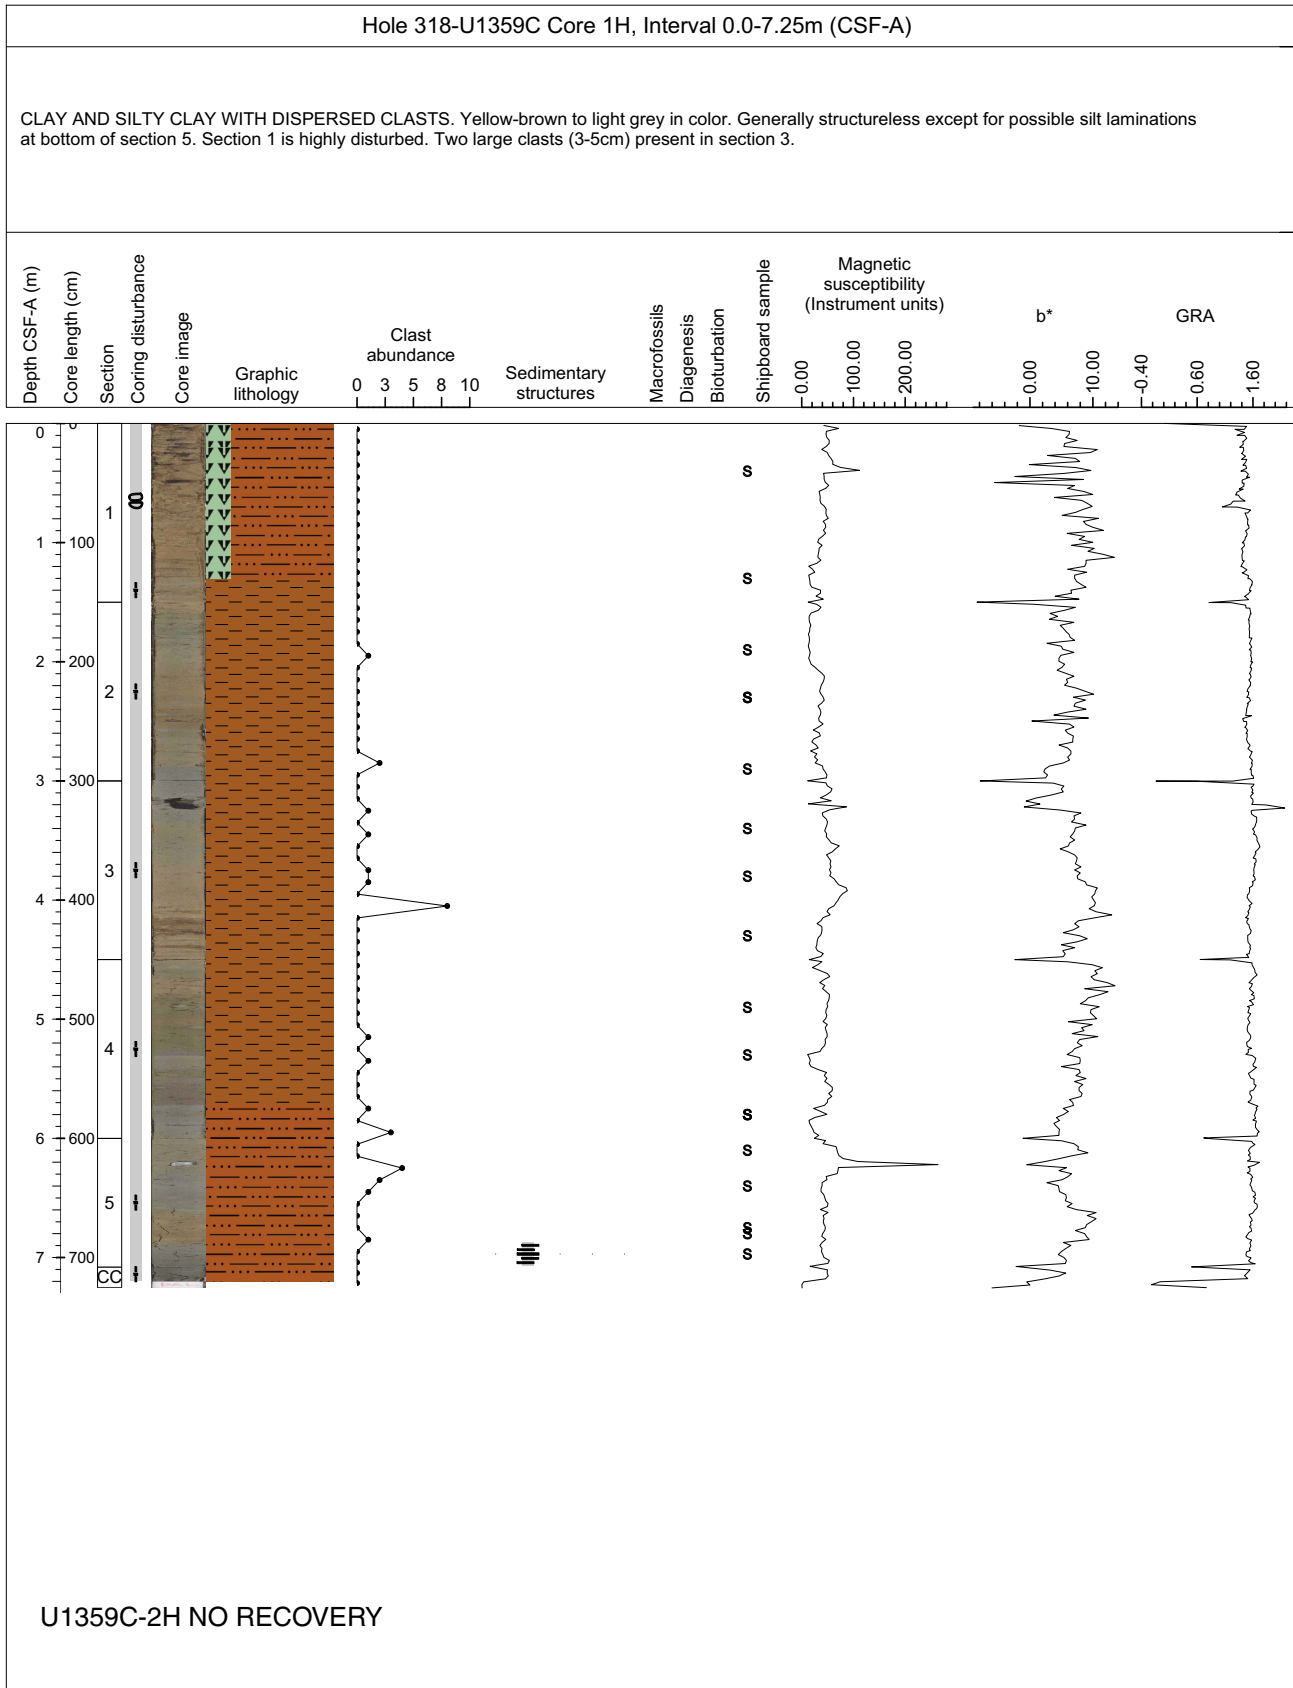 Hole 318-U1359C Core 1H, Interval 0.0-7.25m (CSF-A)
CLAY AND SILTY CLAY WITH DISPERSED CLASTS. Yellow-brown to light grey in color. Generally structureless except for possible silt laminations
at bottom of section 5. Section 1 is highly disturbed. Two large clasts (3-5cm) present in section 3.
Depth CSF-A (m)
Core length (cm)
Section
Coring disturbance
Core image
Graphic
lithology
Clast
abundance
0 3 5 8 10
Sedimentary
structures
Macrofossils
Diagenesis
Bioturbation
Shipboard sample
Magnetic
susceptibility
(Instrument units)
0.00 100.00 200.00
b*
0.00 10.00
GRA
-0.40 0.60 1.60
0 0
S
1
1 100
S
S
2 200
2
S
S
3 300
S
3
S
4 400
S
S
5 500
4
S
S
6 600
S
S
5
S
S
S
7 700
CC
U1359C-2H NO RECOVERY